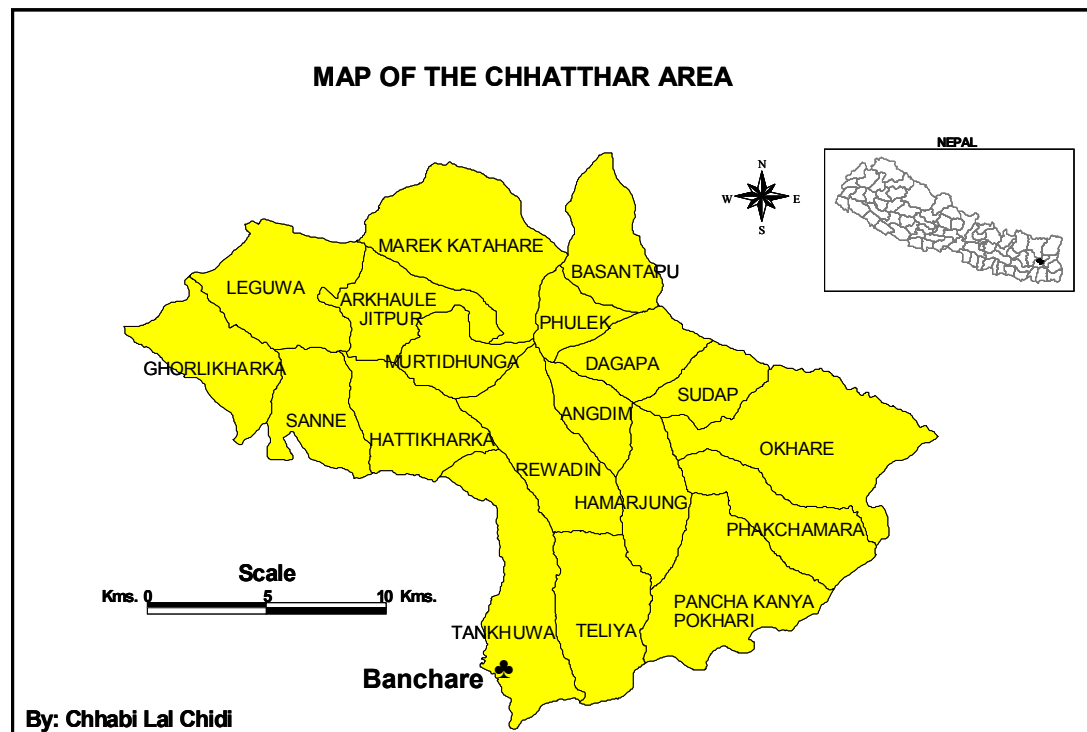 MAP OF THE CHHATTHAR AREA
NEPAL
N
W E
S
MAREK KATAHARE
BASANTAPU
LEGUWA
ARKHAULE
JITPUR
PHULEK
MURTIDHUNGA
DAGAPA
GHORLIKHARKA
SUDAP
SANNE
ANGDIM
HATTIKHARKA
OKHARE
REWADIN
HAMARJUNG
PHAKCHAMARA
Scale
Kms. 0 5 10 Kms.
PANCHA KANYA
POKHARI
TANKHUWA
TELIYA
Banchare
By: Chhabi Lal Chidi